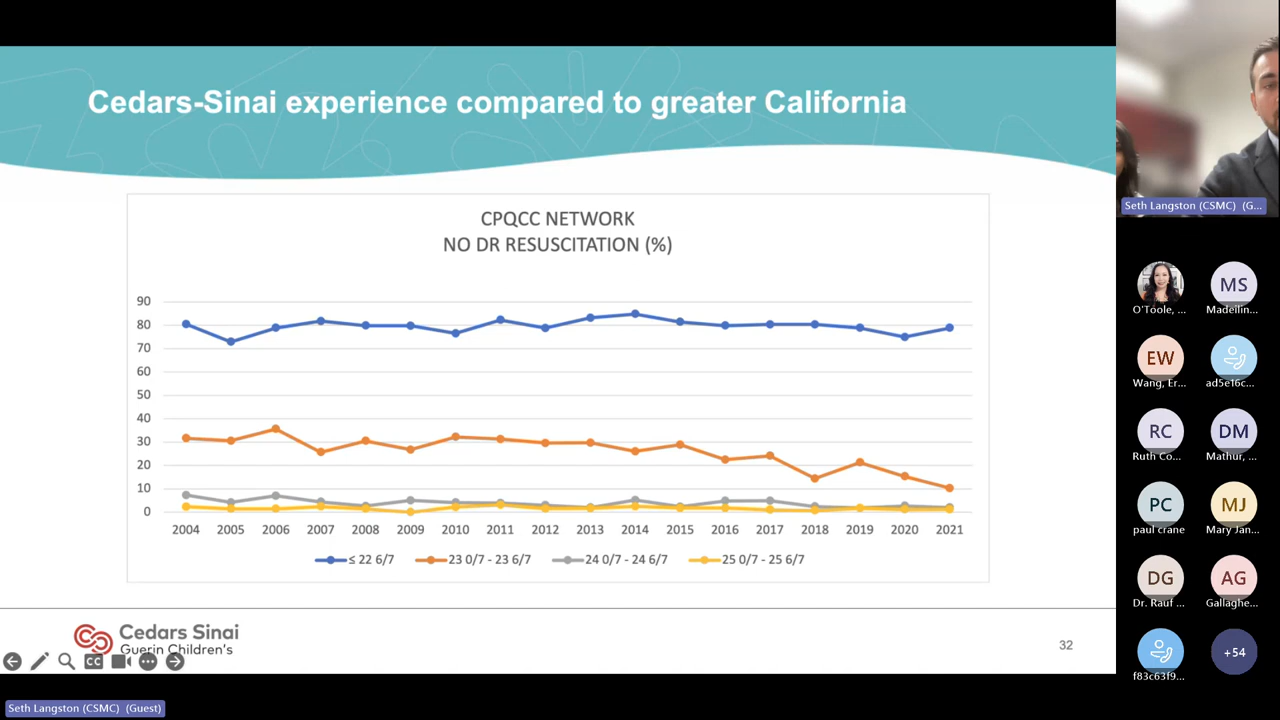 Cedars-Sinai experience compared to greater California
CPQCC NETWORK
NO DR RESUSCITATION (%)
90
80
70
60
50
40
30
20
10
0
2004 2005 2006 2007 2008 2009 2010 2011 2012 2013 2014 2015 2016 2017 2018 2019 2020 2021
≤ 22 6/7 23 0/7 - 23 6/7 24 0/7 - 24 6/7 25 0/7 - 25 6/7
Cedars Sinai
Guerin Children's
32
CC
Seth Langston (CSMC) (Guest)
Seth Langston (CSMC) (G...
O'Toole, ...
MS
Madeilin...
EW
Wang, Er...
ad5e16c...
RC
Ruth Co...
DM
Mathur, ...
PC
paul crane
MJ
Mary Jan...
DG
Dr. Rauf ...
AG
Gallaghe...
f83c63f9...
+54